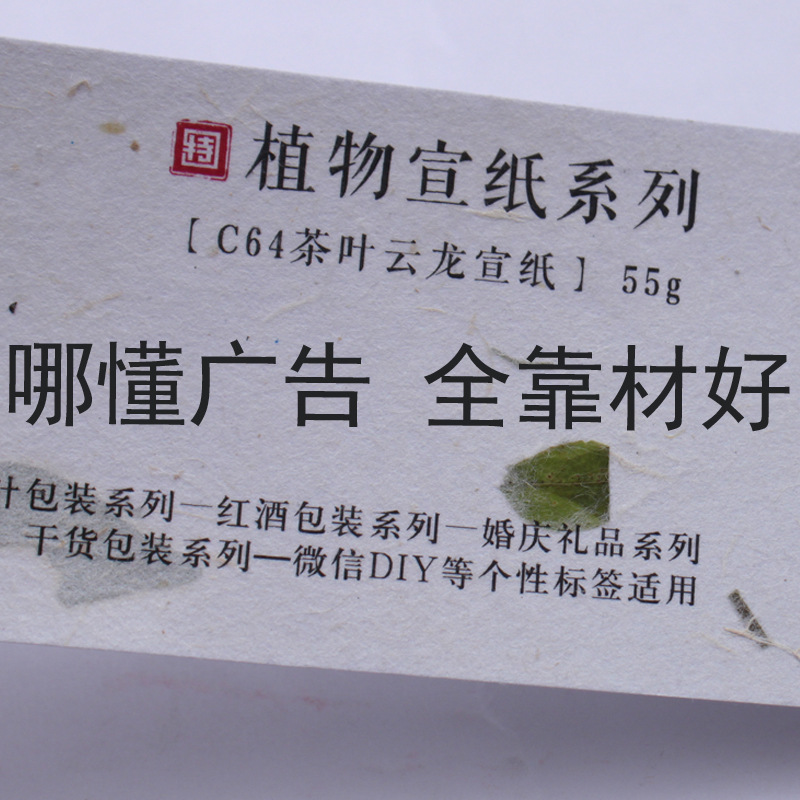 特 植物宣纸系列
【C64茶叶云龙宣纸】 55g
哪懂广告 全靠材好
叶包装系列—红酒包装系列—婚庆礼品系列
干货包装系列—微信DIY等个性标签适用